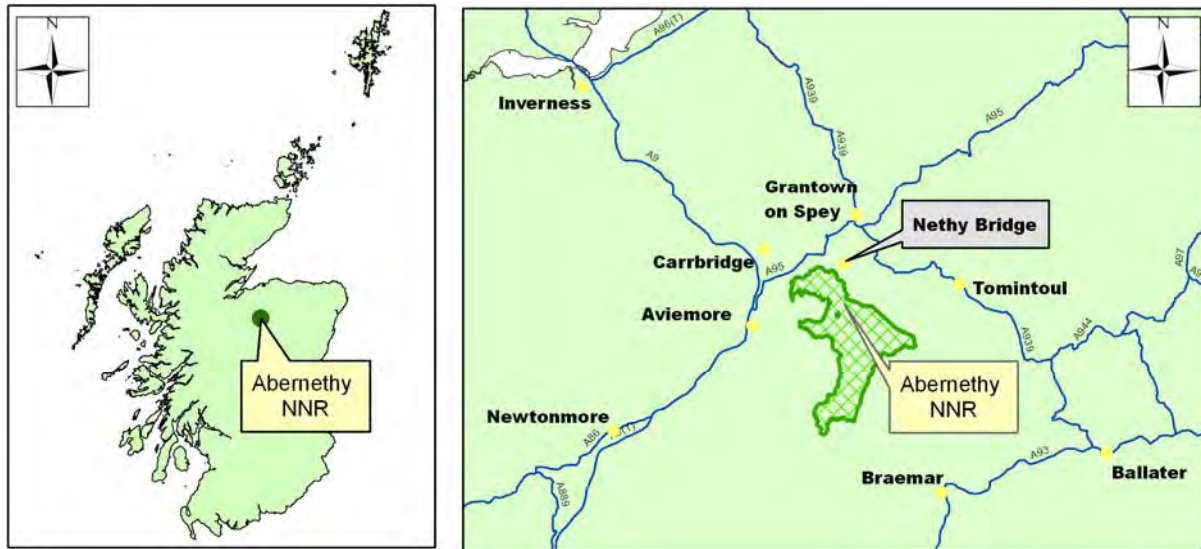 Abernethy
NNR
A96(T)
Inverness
A939
A95
A9
A939
Grantown
on Spey
Nethy Bridge
Carrbridge
A95
A97
Tomintoul
Aviemore
A944
A939
Abernethy
NNR
Newtonmore
A86
A93
Braemar
Ballater
A889